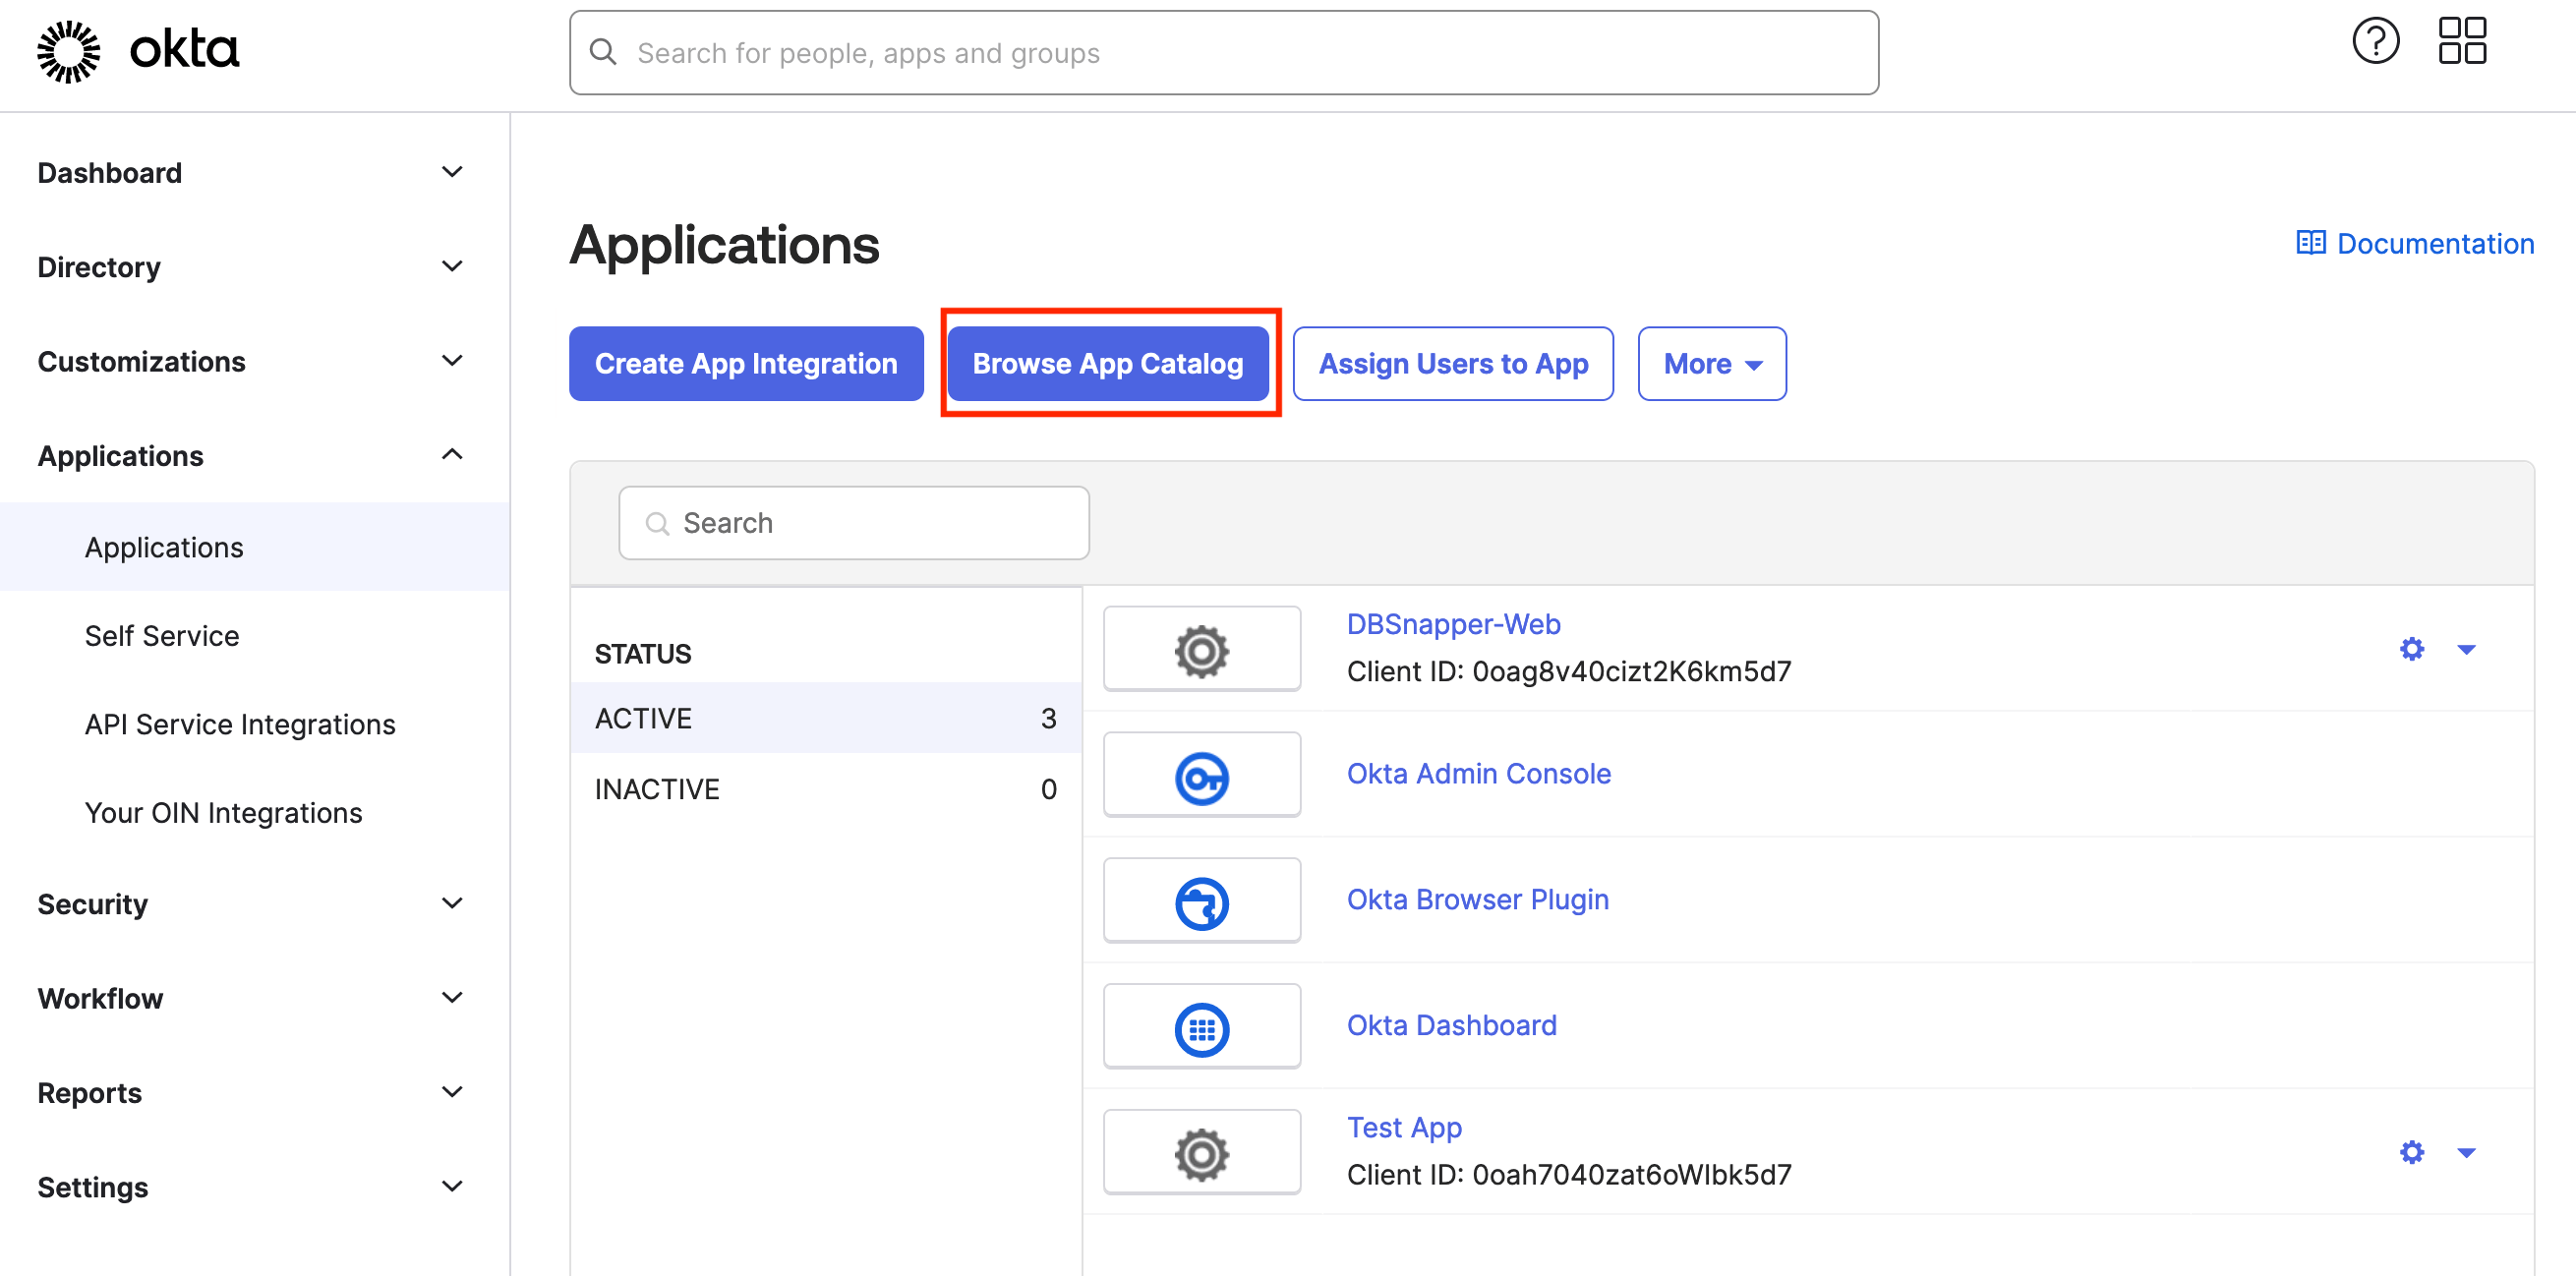 okta
Search for people, apps and groups
Dashboard
Directory
Customizations
Applications
Applications
Self Service
API Service Integrations
Your OIN Integrations
Security
Workflow
Reports
Settings
Applications
Documentation
Create App Integration
Browse App Catalog
Assign Users to App
More
Search
STATUS
ACTIVE 3
INACTIVE 0
DBSnapper-Web
Client ID: 0oag8v40cizt2K6km5d7
Okta Admin Console
Okta Browser Plugin
Okta Dashboard
Test App
Client ID: 0oah7040zat6oWlbk5d7